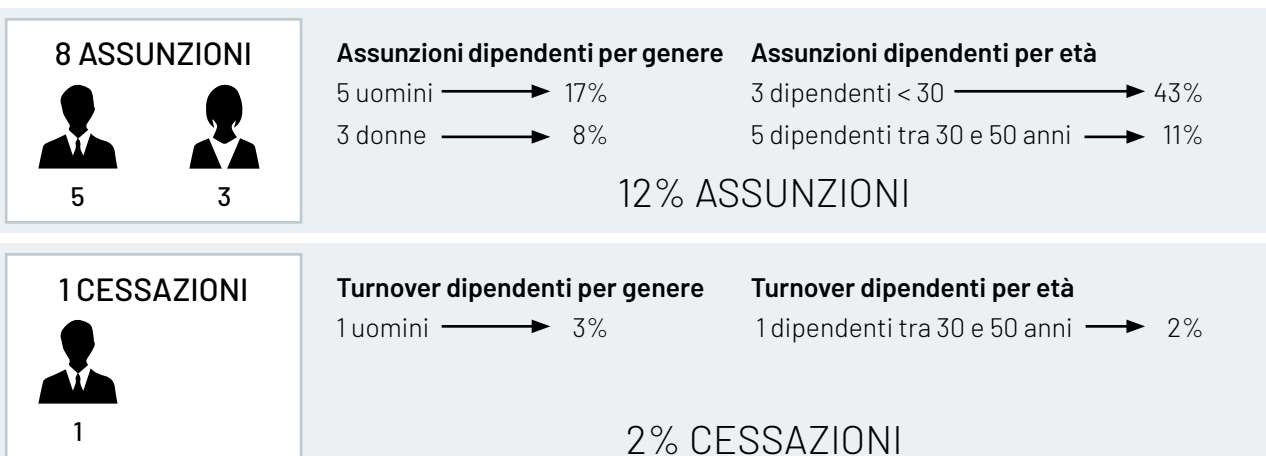 8 ASSUNZIONI
5 3
Assunzioni dipendenti per genere
5 uomini 17%
3 donne 8%
Assunzioni dipendenti per età
3 dipendenti < 30 43%
5 dipendenti tra 30 e 50 anni 11%
12% ASSUNZIONI
1 CESSAZIONI
1
Turnover dipendenti per genere
1 uomini 3%
Turnover dipendenti per età
1 dipendenti tra 30 e 50 anni 2%
2% CESSAZIONI